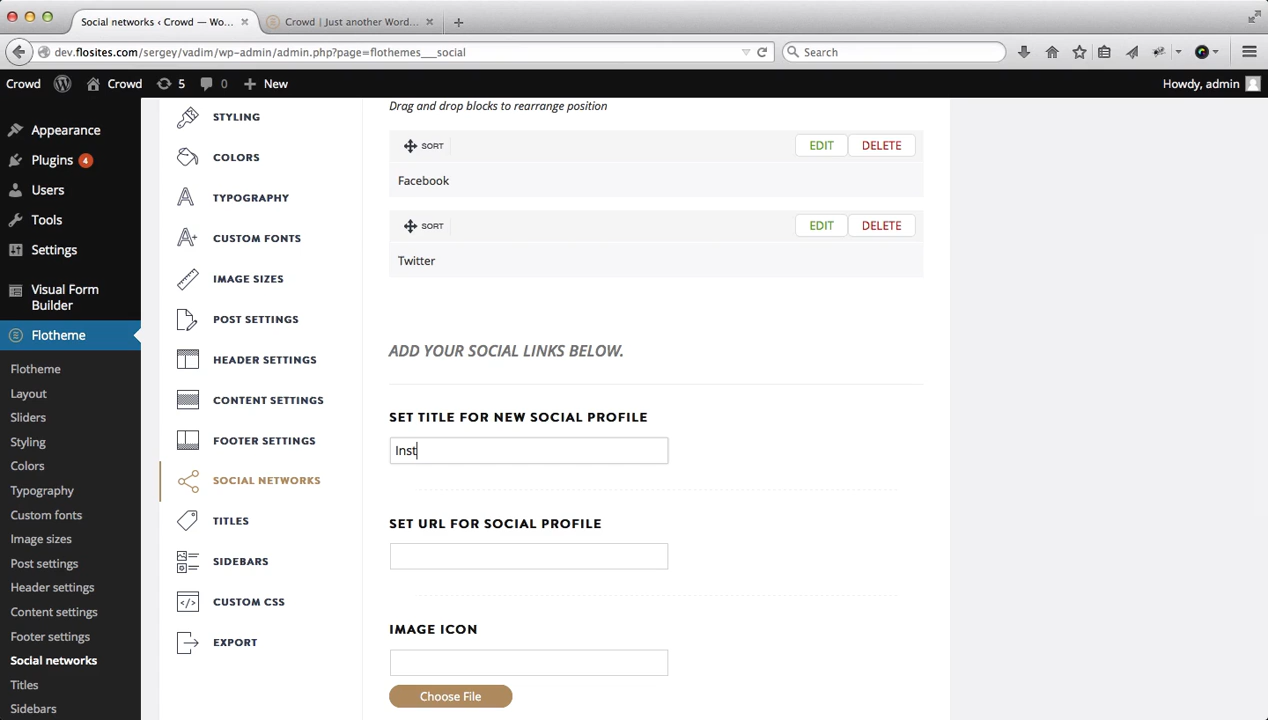 Social networks ‹ Crowd — Wo...
Crowd | Just another Word...
dev.flosites.com/sergey/vadim/wp-admin/admin.php?page=flothemes___social
Search
Crowd
Crowd
5
0
New
Howdy, admin
Appearance
Plugins 4
Users
Tools
Settings
Visual Form
Builder
Flotheme
Flotheme
Layout
Sliders
Styling
Colors
Typography
Custom fonts
Image sizes
Post settings
Header settings
Content settings
Footer settings
Social networks
Titles
Sidebars
STYLING
COLORS
TYPOGRAPHY
CUSTOM FONTS
IMAGE SIZES
POST SETTINGS
HEADER SETTINGS
CONTENT SETTINGS
FOOTER SETTINGS
SOCIAL NETWORKS
TITLES
SIDEBARS
CUSTOM CSS
EXPORT
Drag and drop blocks to rearrange position
SORT EDIT DELETE
Facebook
SORT EDIT DELETE
Twitter
ADD YOUR SOCIAL LINKS BELOW.
SET TITLE FOR NEW SOCIAL PROFILE
Inst
SET URL FOR SOCIAL PROFILE
IMAGE ICON
Choose File